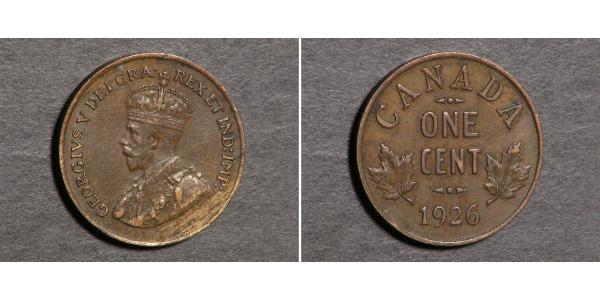 GEORGIVS V DEI GRA: REX ET IND: IMP:
CANADA
ONE
CENT
1926